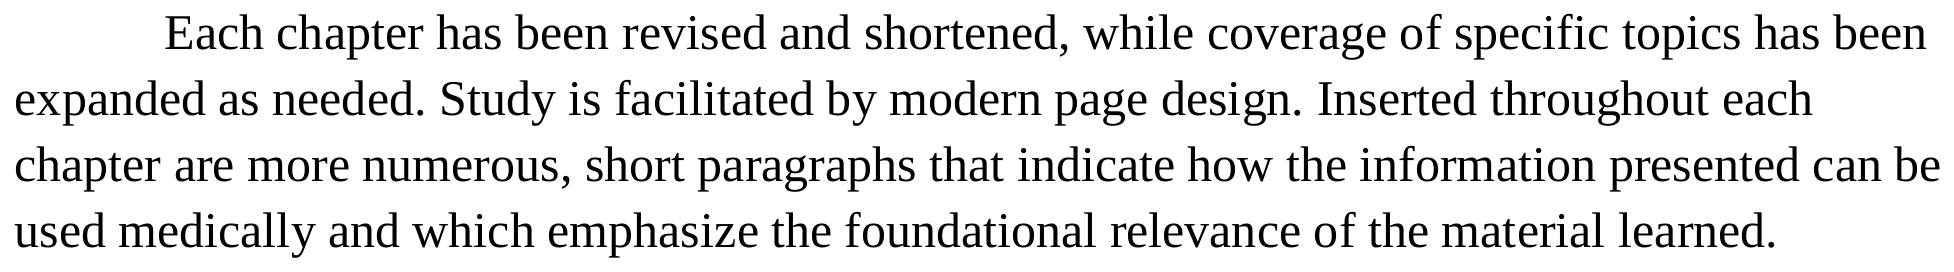 Each chapter has been revised and shortened, while coverage of specific topics has been
expanded as needed. Study is facilitated by modern page design. Inserted throughout each
chapter are more numerous, short paragraphs that indicate how the information presented can be
used medically and which emphasize the foundational relevance of the material learned.